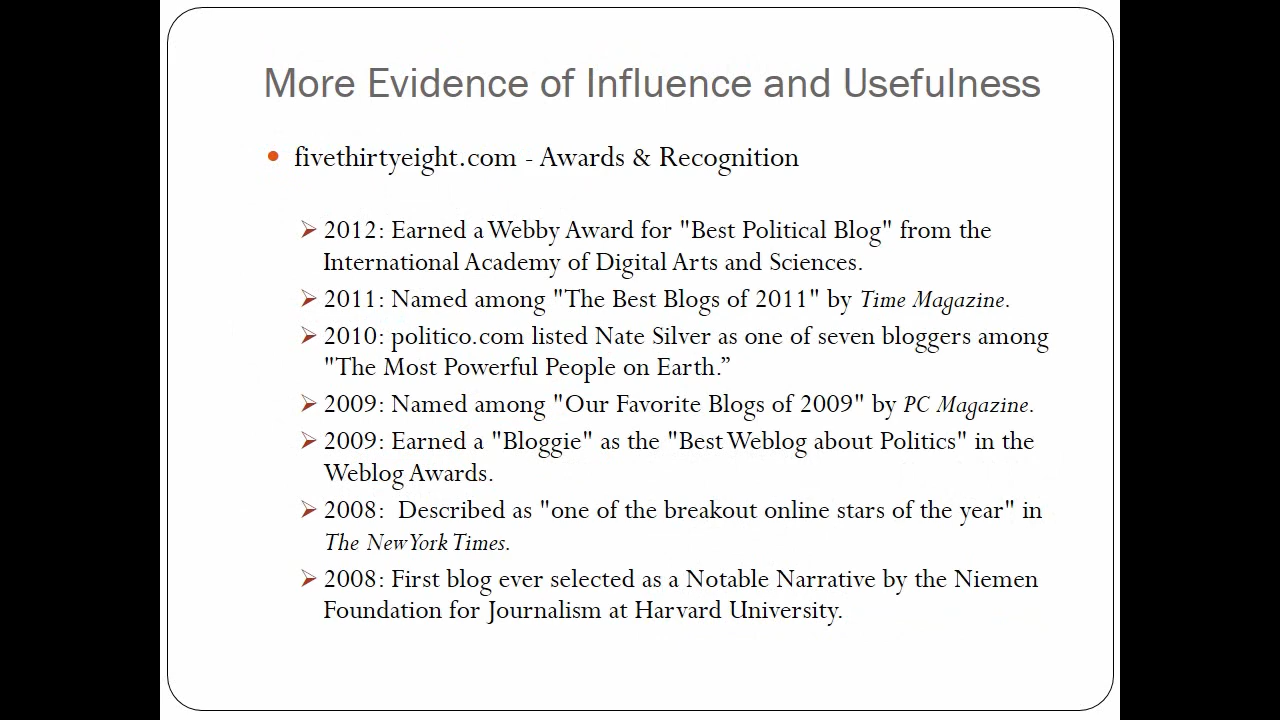 More Evidence of Influence and Usefulness
fivethirtyeight.com - Awards & Recognition
2012: Earned a Webby Award for "Best Political Blog" from the
International Academy of Digital Arts and Sciences.
2011: Named among "The Best Blogs of 2011" by Time Magazine.
2010: politico.com listed Nate Silver as one of seven bloggers among
"The Most Powerful People on Earth.”
2009: Named among "Our Favorite Blogs of 2009" by PC Magazine.
2009: Earned a "Bloggie" as the "Best Weblog about Politics" in the
Weblog Awards.
2008:  Described as "one of the breakout online stars of the year" in
The New York Times.
2008: First blog ever selected as a Notable Narrative by the Niemen
Foundation for Journalism at Harvard University.